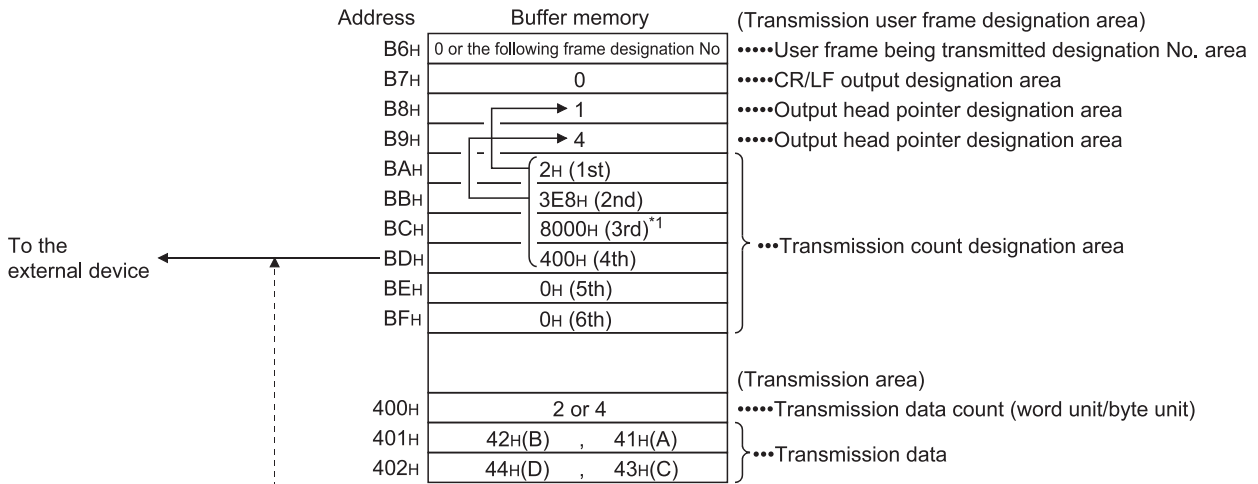 Address Buffer memory (Transmission user frame designation area)
B6H 0 or the following frame designation No •••••User frame being transmitted designation No. area
B7H 0 •••••CR/LF output designation area
B8H 1 •••••Output head pointer designation area
B9H 4 •••••Output head pointer designation area
BAH 2H (1st)
BBH 3E8H (2nd)
BCH 8000H (3rd)*1 •••Transmission count designation area
To the
external device
BDH 400H (4th)
BEH 0H (5th)
BFH 0H (6th)
(Transmission area)
400H 2 or 4 •••••Transmission data count (word unit/byte unit)
401H 42H(B) , 41H(A)
•••Transmission data
402H 44H(D) , 43H(C)